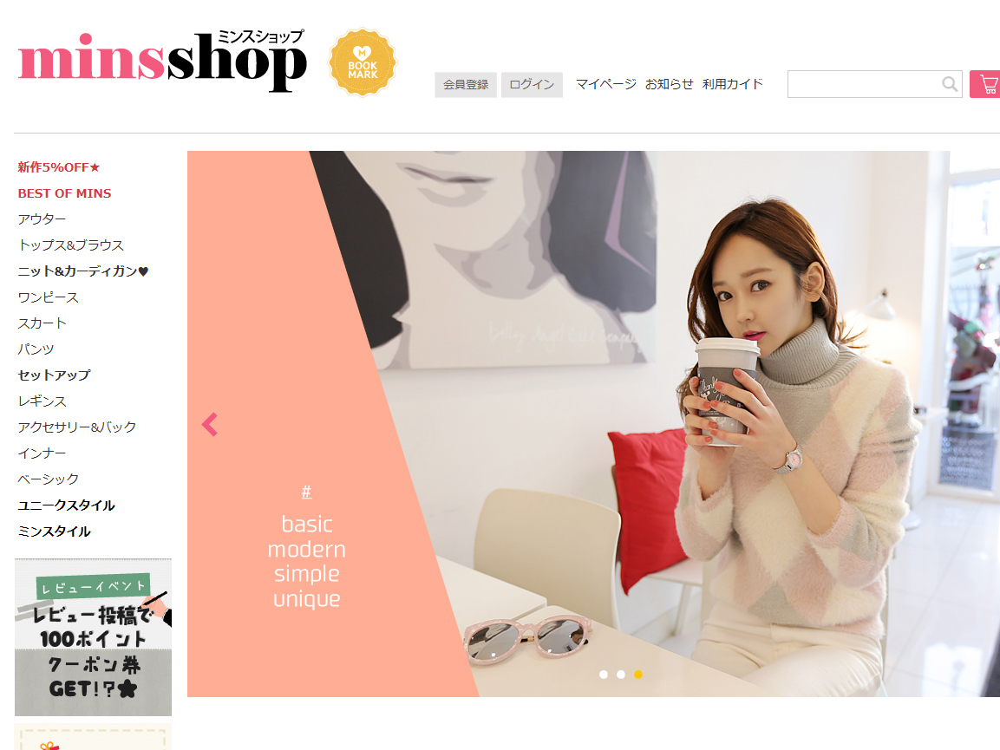 ミンスショップ
minsshop
M
BOOK
MARK
会員登録
ログイン
マイページ
お知らせ
利用カイド
新作5%OFF★
BEST OF MINS
アウター
トップス&ブラウス
ニット&カーディガン♥
ワンピース
スカート
パンツ
セットアップ
レギンス
アクセサリー&バック
インナー
ベーシック
ユニークスタイル
ミンスタイル
#
basic
modern
simple
unique
レビューイベント
レビュー投稿で
100ポイント
クーポン券
GET!?★